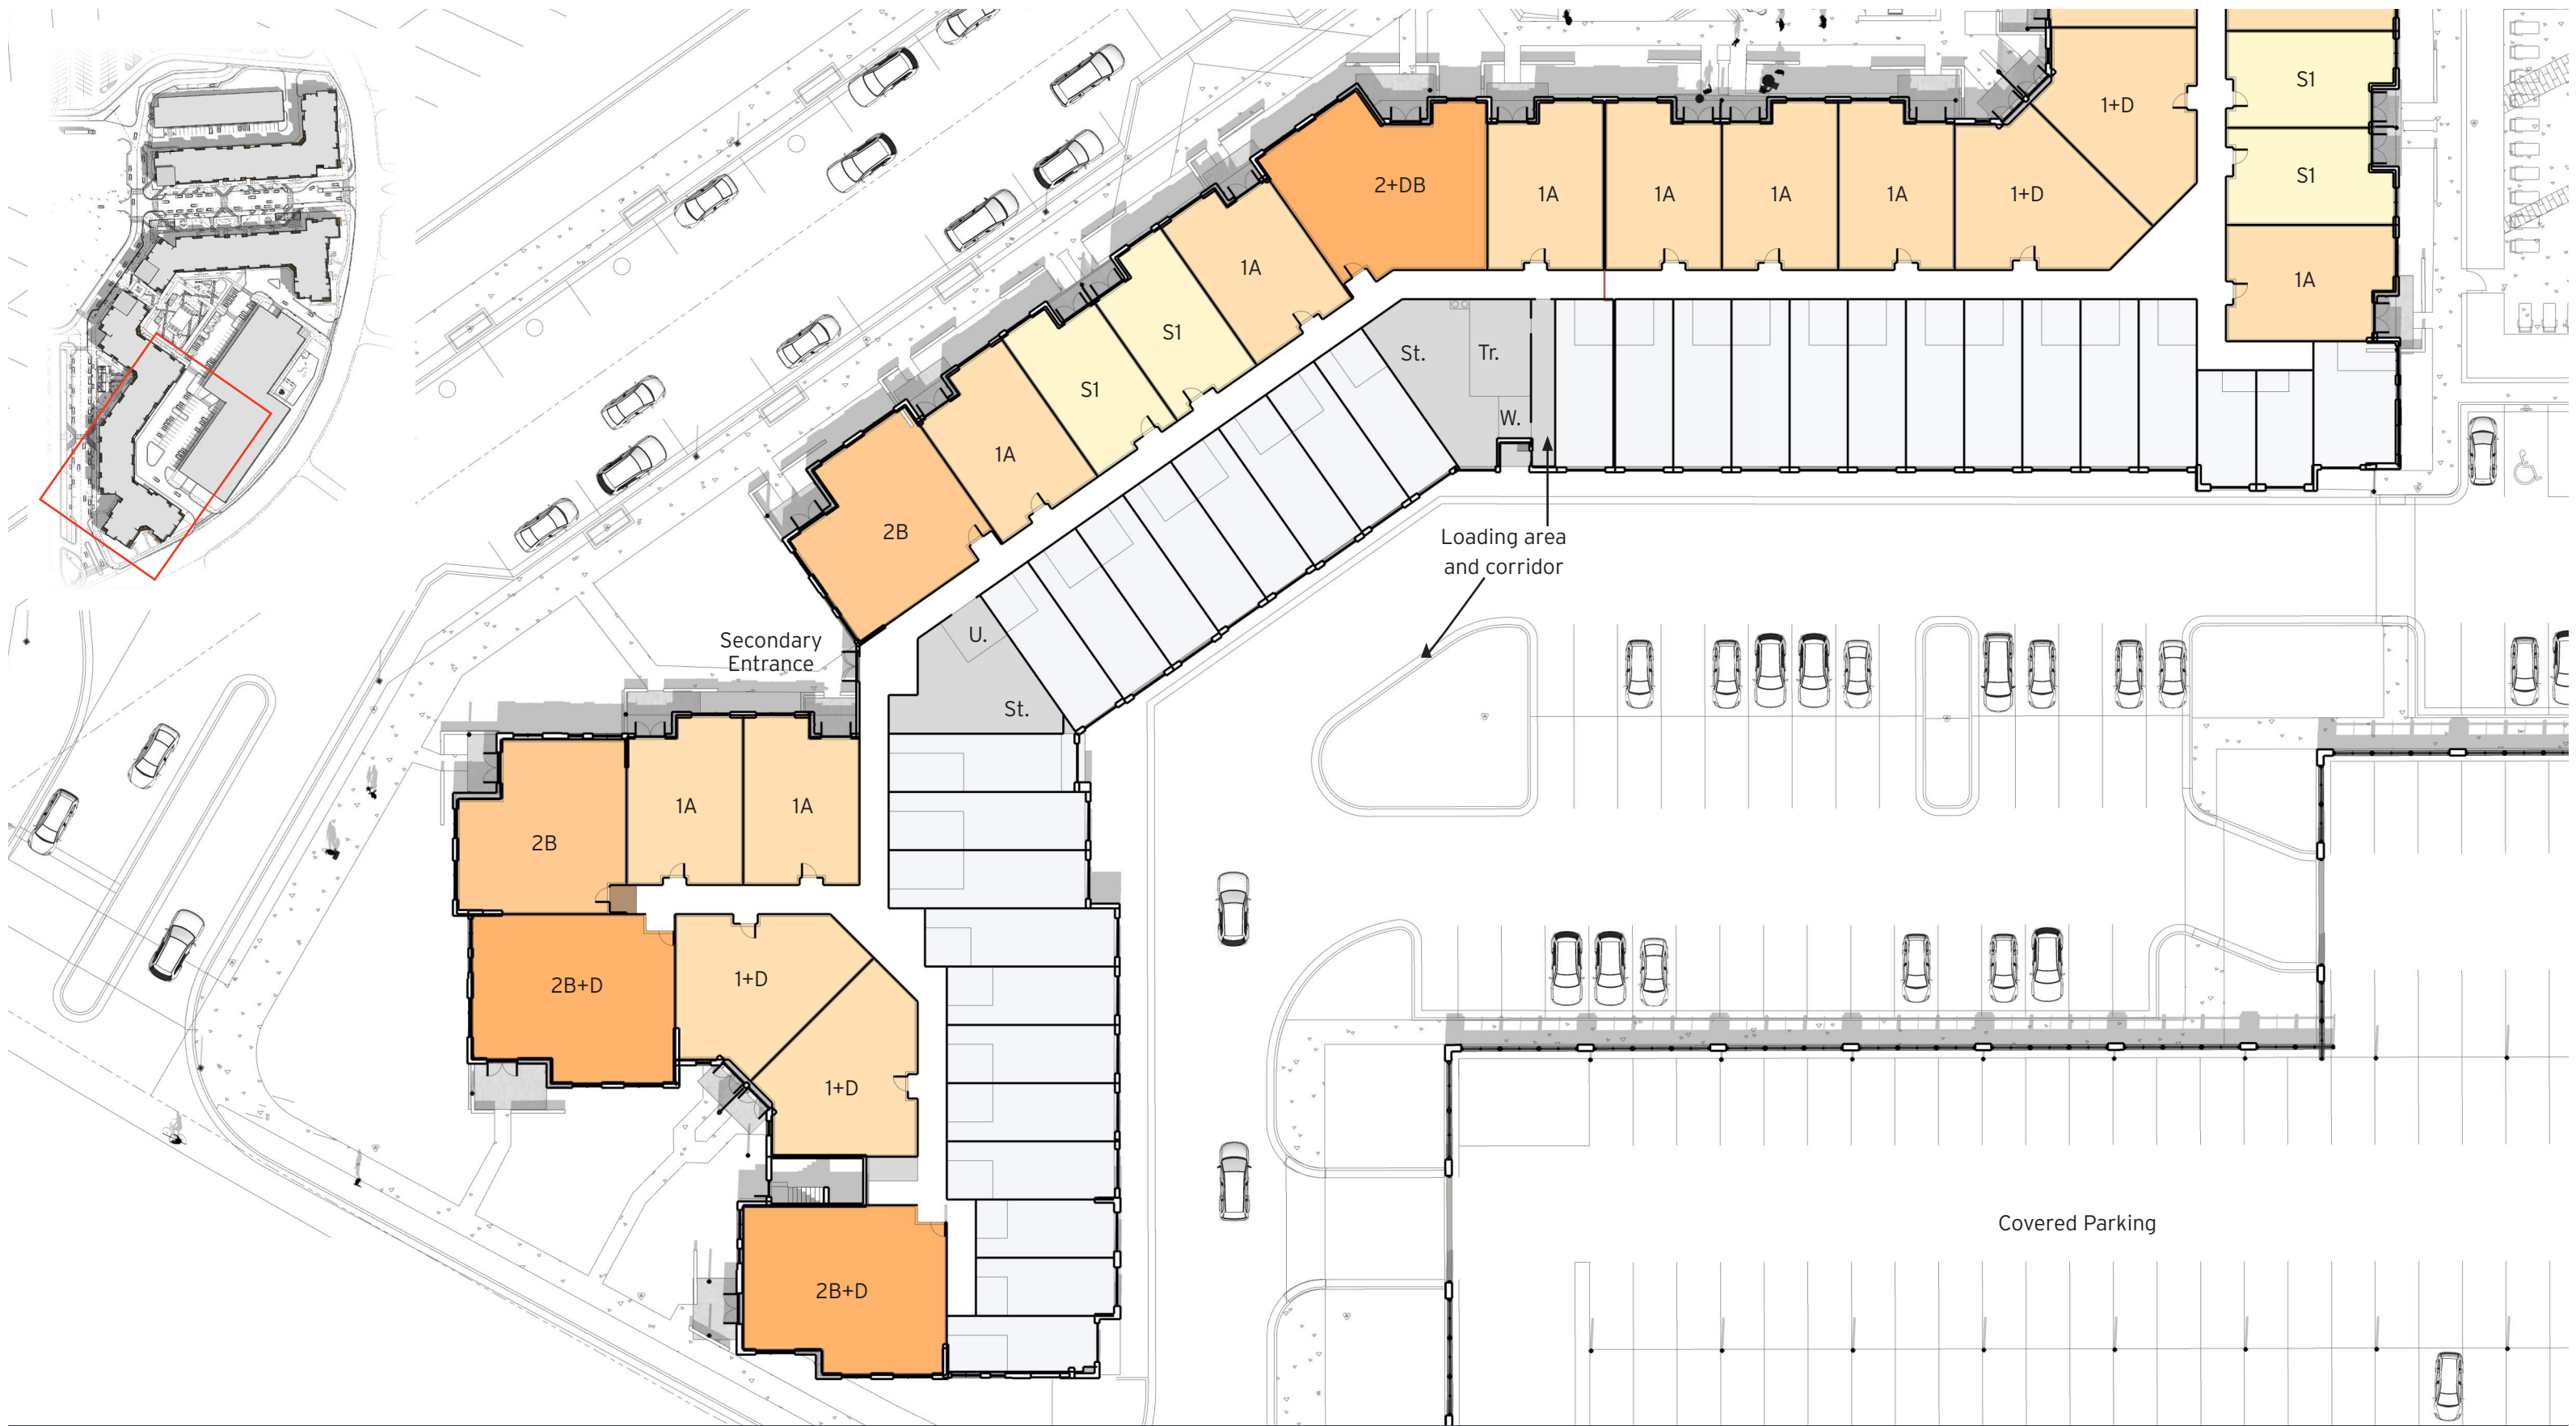 S1
1+D
S1
2+DB
1A
1A
1A
1A
1+D
1A
1A
S1
St.
Tr.
S1
W.
1A
2B
Loading area
and corridor
U.
Secondary
Entrance
St.
1A
1A
2B
2B+D
1+D
1+D
Covered Parking
2B+D